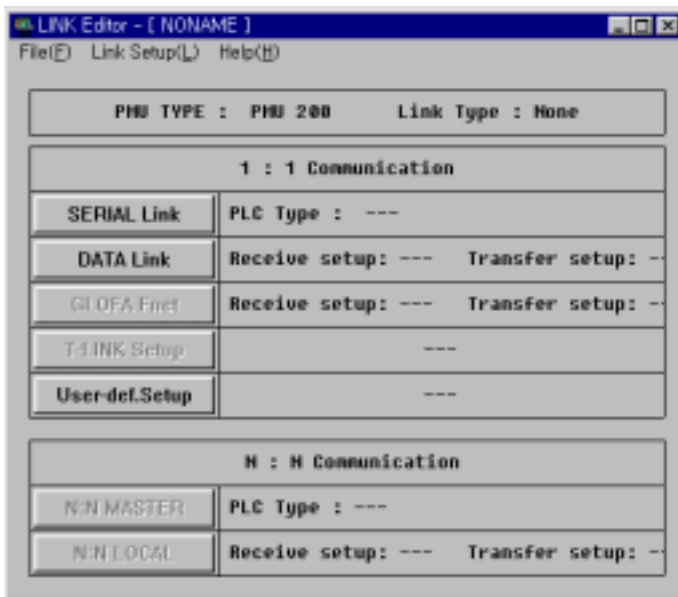 LINK Editor - [ NONAME ]
File(F) Link Setup(L) Help(H)
PMU TYPE : PMU 200 Link Type : None
1 : 1 Communication
SERIAL Link PLC Type : ---
DATA Link Receive setup: --- Transfer setup: --
GLOFA Fnet Receive setup: --- Transfer setup: --
T-LINK Setup ---
User-def.Setup ---
N : N Communication
N:N MASTER PLC Type : ---
N:N LOCAL Receive setup: --- Transfer setup: --